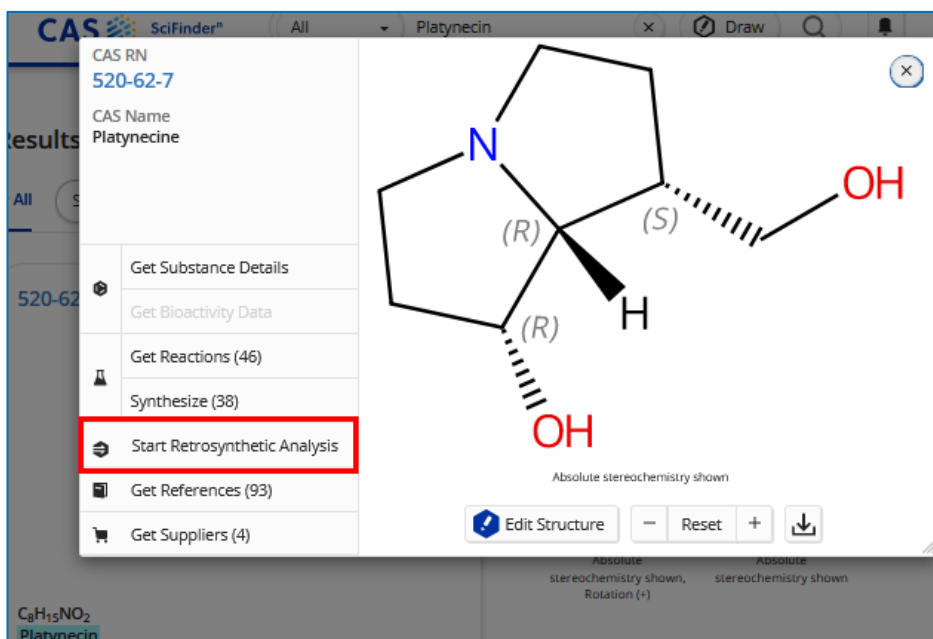 CAS SciFinderⁿ All Platynecin Draw
CAS RN
520-62-7
CAS Name
Platynecine
Results
All
S
520-62
Get Substance Details
Get Bioactivity Data
Get Reactions (46)
Synthesize (38)
Start Retrosynthetic Analysis
Get References (93)
Get Suppliers (4)
N
OH
(S)
(R)
H
(R)
OH
Absolute stereochemistry shown
Edit Structure − Reset +
Absolute
stereochemistry shown,
Rotation (+)
Absolute
stereochemistry shown
C₈H₁₅NO₂
Platynecin